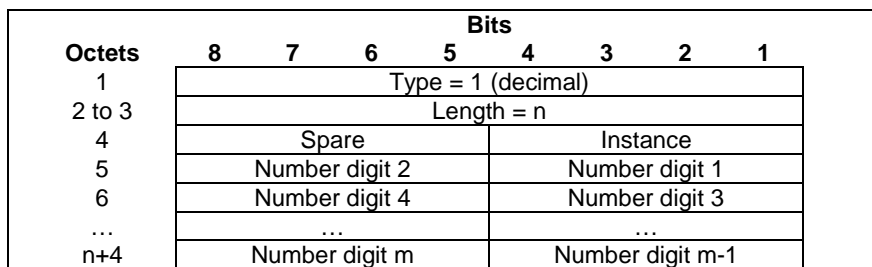 Bits
Octets 8 7 6 5 4 3 2 1
1 Type = 1 (decimal)
2 to 3 Length = n
4 Spare Instance
5 Number digit 2 Number digit 1
6 Number digit 4 Number digit 3
… … …
n+4 Number digit m Number digit m-1